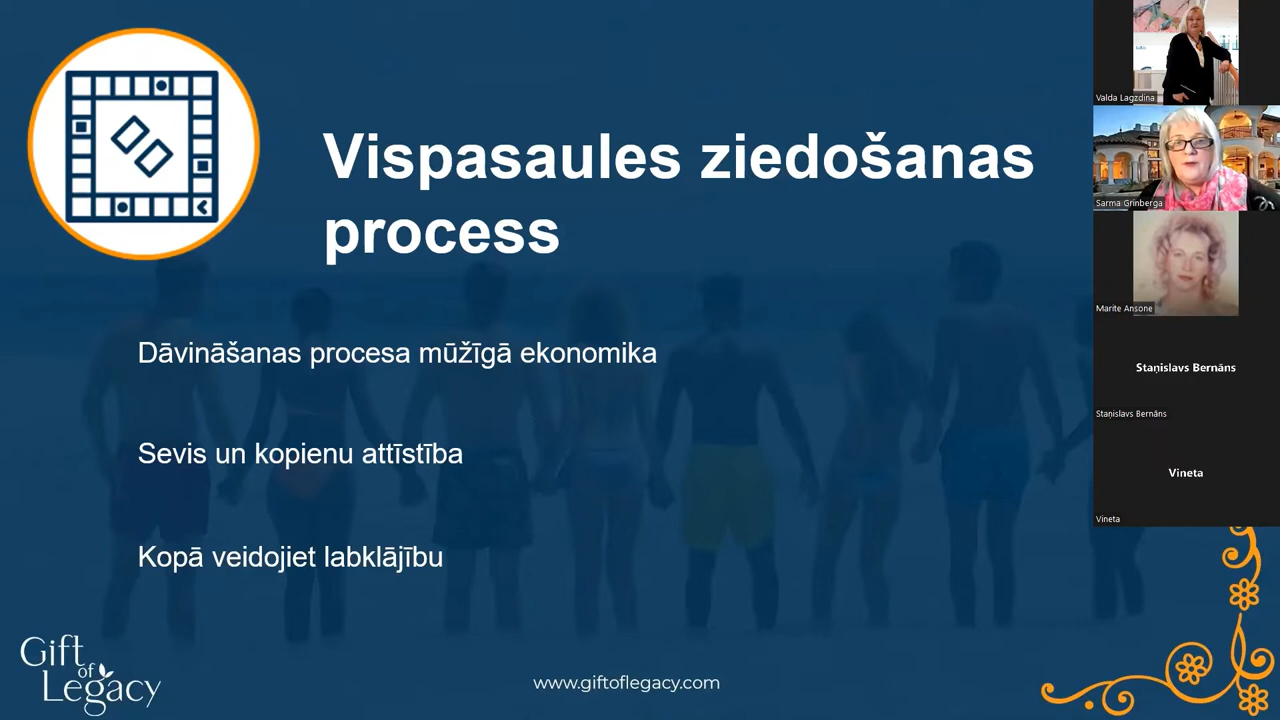 Vispasaules ziedošanas
process
Dāvināšanas procesa mūžīgā ekonomika
Sevis un kopienu attīstība
Kopā veidojiet labklājību
Gift
of
Legacy
www.giftoflegacy.com
Valda Lagzdina
Sarma Grinberga
Marite Ansone
Staņislavs Bernāns
Staņislavs Bernāns
Vineta
Vineta